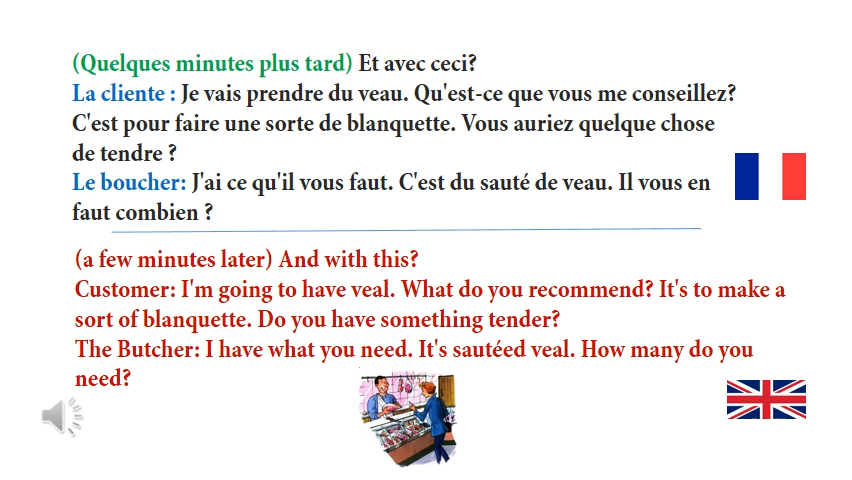 (Quelques minutes plus tard) Et avec ceci?
La cliente : Je vais prendre du veau. Qu'est-ce que vous me conseillez?
C'est pour faire une sorte de blanquette. Vous auriez quelque chose
de tendre ?
Le boucher: J'ai ce qu'il vous faut. C'est du sauté de veau. Il vous en
faut combien ?
(a few minutes later) And with this?
Customer: I'm going to have veal. What do you recommend? It's to make a
sort of blanquette. Do you have something tender?
The Butcher: I have what you need. It's sautéed veal. How many do you
need?